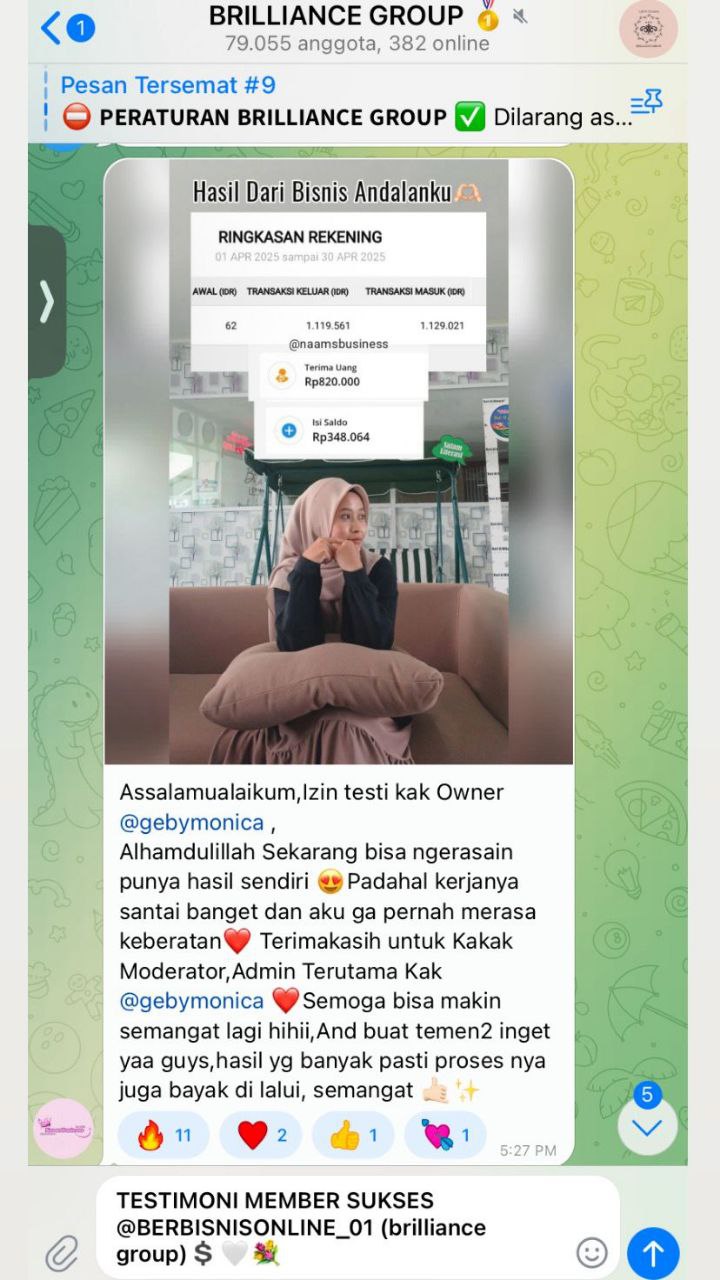 1
BRILLIANCE GROUP 🏅
79.055 anggota, 382 online
Pesan Tersemat #9
⛔ PERATURAN BRILLIANCE GROUP ✅ Dilarang as...
Hasil Dari Bisnis Andalanku🫶🏻
RINGKASAN REKENING
01 APR 2025 sampai 30 APR 2025
AWAL (IDR) TRANSAKSI KELUAR (IDR) TRANSAKSI MASUK (IDR)
62 1.119.561 1.129.021
@naamsbusiness
Terima Uang
Rp820.000
Isi Saldo
Rp348.064
Salam
Literasi
Assalamualaikum,Izin testi kak Owner
@gebymonica ,
Alhamdulillah Sekarang bisa ngerasain
punya hasil sendiri 😍Padahal kerjanya
santai banget dan aku ga pernah merasa
keberatan❤️ Terimakasih untuk Kakak
Moderator,Admin Terutama Kak
@gebymonica ❤️Semoga bisa makin
semangat lagi hihii,And buat temen2 inget
yaa guys,hasil yg banyak pasti proses nya
juga bayak di lalui, semangat 🤙🏻✨
🔥 11 ❤️ 2 👍 1 💘 1
5:27 PM
5
TESTIMONI MEMBER SUKSES
@BERBISNISONLINE_01 (brilliance
group) 💲 🤍 💐